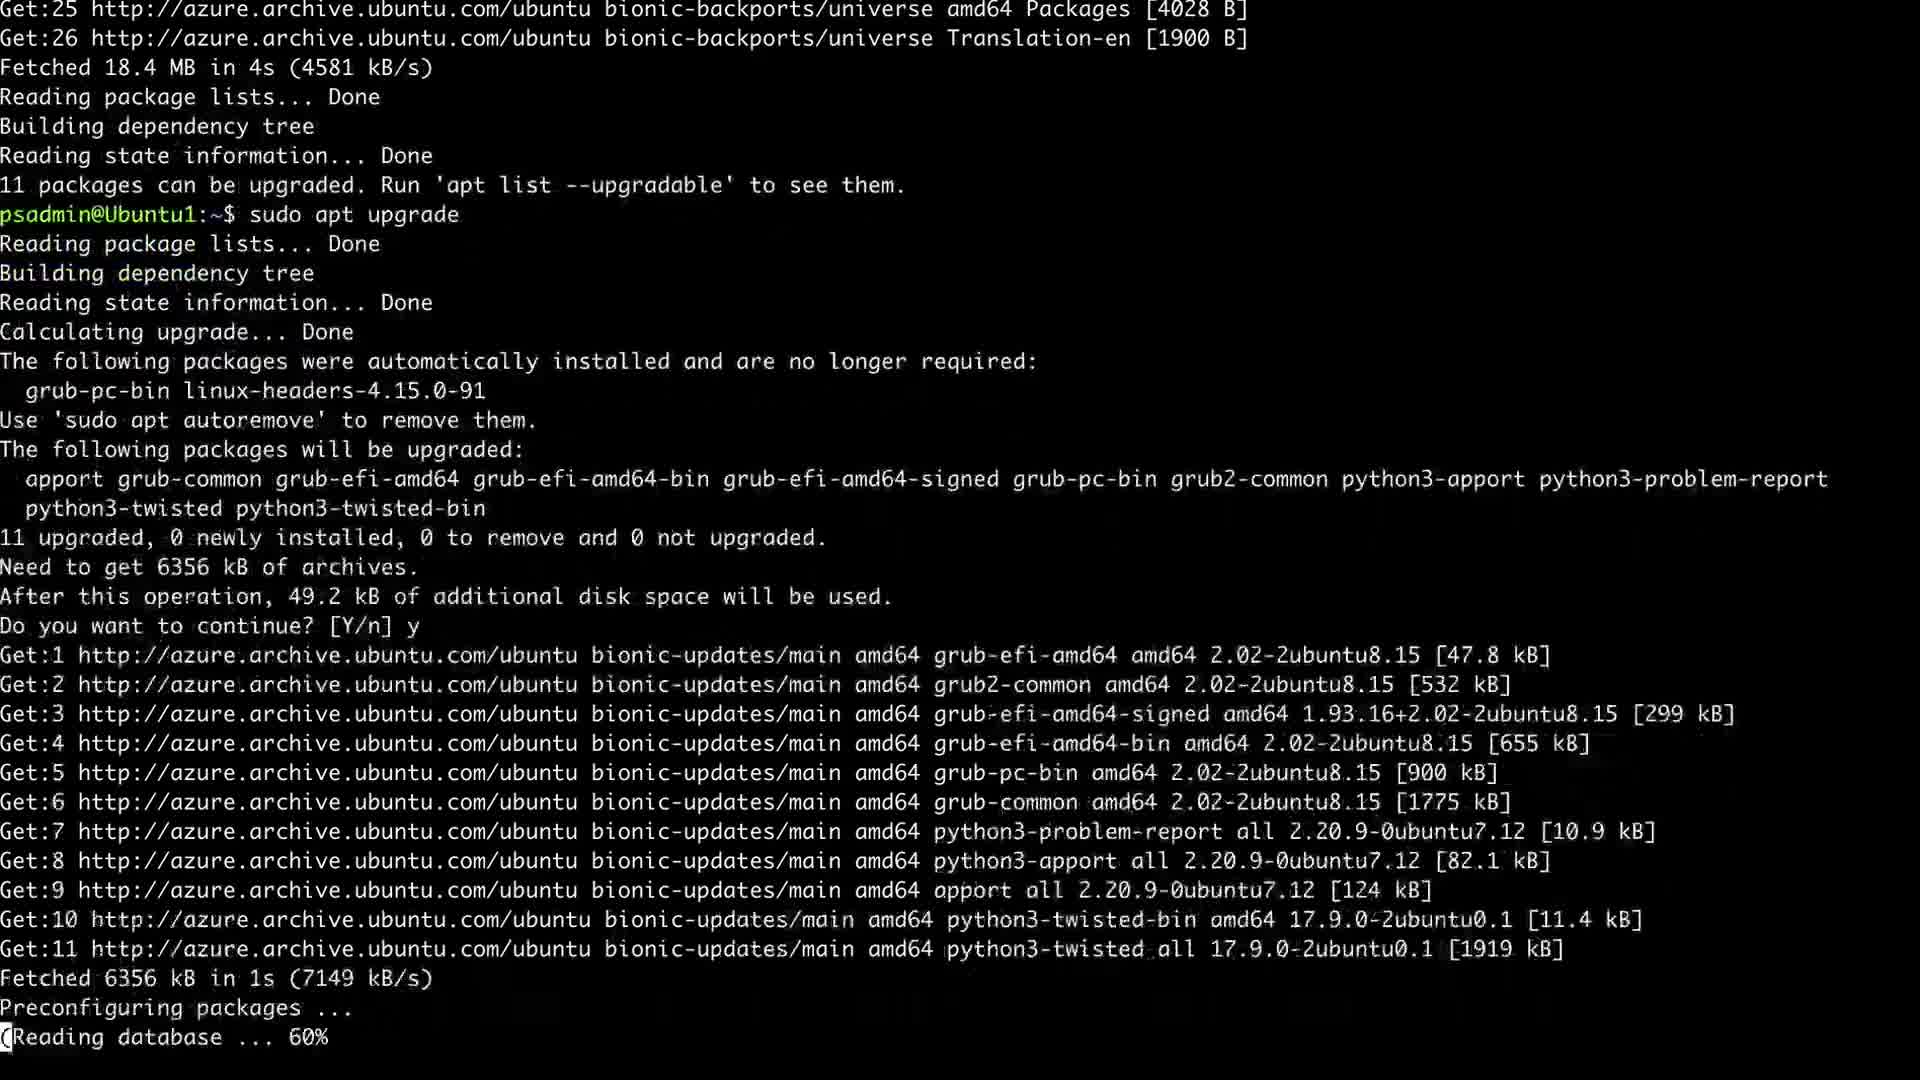 Get:25 http://azure.archive.ubuntu.com/ubuntu bionic-backports/universe amd64 Packages [4028 B]
Get:26 http://azure.archive.ubuntu.com/ubuntu bionic-backports/universe Translation-en [1900 B]
Fetched 18.4 MB in 4s (4581 kB/s)
Reading package lists... Done
Building dependency tree
Reading state information... Done
11 packages can be upgraded. Run 'apt list --upgradable' to see them.
psadmin@Ubuntu1:~$ sudo apt upgrade
Reading package lists... Done
Building dependency tree
Reading state information... Done
Calculating upgrade... Done
The following packages were automatically installed and are no longer required:
  grub-pc-bin linux-headers-4.15.0-91
Use 'sudo apt autoremove' to remove them.
The following packages will be upgraded:
  apport grub-common grub-efi-amd64 grub-efi-amd64-bin grub-efi-amd64-signed grub-pc-bin grub2-common python3-apport python3-problem-report
  python3-twisted python3-twisted-bin
11 upgraded, 0 newly installed, 0 to remove and 0 not upgraded.
Need to get 6356 kB of archives.
After this operation, 49.2 kB of additional disk space will be used.
Do you want to continue? [Y/n] y
Get:1 http://azure.archive.ubuntu.com/ubuntu bionic-updates/main amd64 grub-efi-amd64 amd64 2.02-2ubuntu8.15 [47.8 kB]
Get:2 http://azure.archive.ubuntu.com/ubuntu bionic-updates/main amd64 grub2-common amd64 2.02-2ubuntu8.15 [532 kB]
Get:3 http://azure.archive.ubuntu.com/ubuntu bionic-updates/main amd64 grub-efi-amd64-signed amd64 1.93.16+2.02-2ubuntu8.15 [299 kB]
Get:4 http://azure.archive.ubuntu.com/ubuntu bionic-updates/main amd64 grub-efi-amd64-bin amd64 2.02-2ubuntu8.15 [655 kB]
Get:5 http://azure.archive.ubuntu.com/ubuntu bionic-updates/main amd64 grub-pc-bin amd64 2.02-2ubuntu8.15 [900 kB]
Get:6 http://azure.archive.ubuntu.com/ubuntu bionic-updates/main amd64 grub-common amd64 2.02-2ubuntu8.15 [1775 kB]
Get:7 http://azure.archive.ubuntu.com/ubuntu bionic-updates/main amd64 python3-problem-report all 2.20.9-0ubuntu7.12 [10.9 kB]
Get:8 http://azure.archive.ubuntu.com/ubuntu bionic-updates/main amd64 python3-apport all 2.20.9-0ubuntu7.12 [82.1 kB]
Get:9 http://azure.archive.ubuntu.com/ubuntu bionic-updates/main amd64 apport all 2.20.9-0ubuntu7.12 [124 kB]
Get:10 http://azure.archive.ubuntu.com/ubuntu bionic-updates/main amd64 python3-twisted-bin amd64 17.9.0-2ubuntu0.1 [11.4 kB]
Get:11 http://azure.archive.ubuntu.com/ubuntu bionic-updates/main amd64 python3-twisted all 17.9.0-2ubuntu0.1 [1919 kB]
Fetched 6356 kB in 1s (7149 kB/s)
Preconfiguring packages ...
(Reading database ... 60%